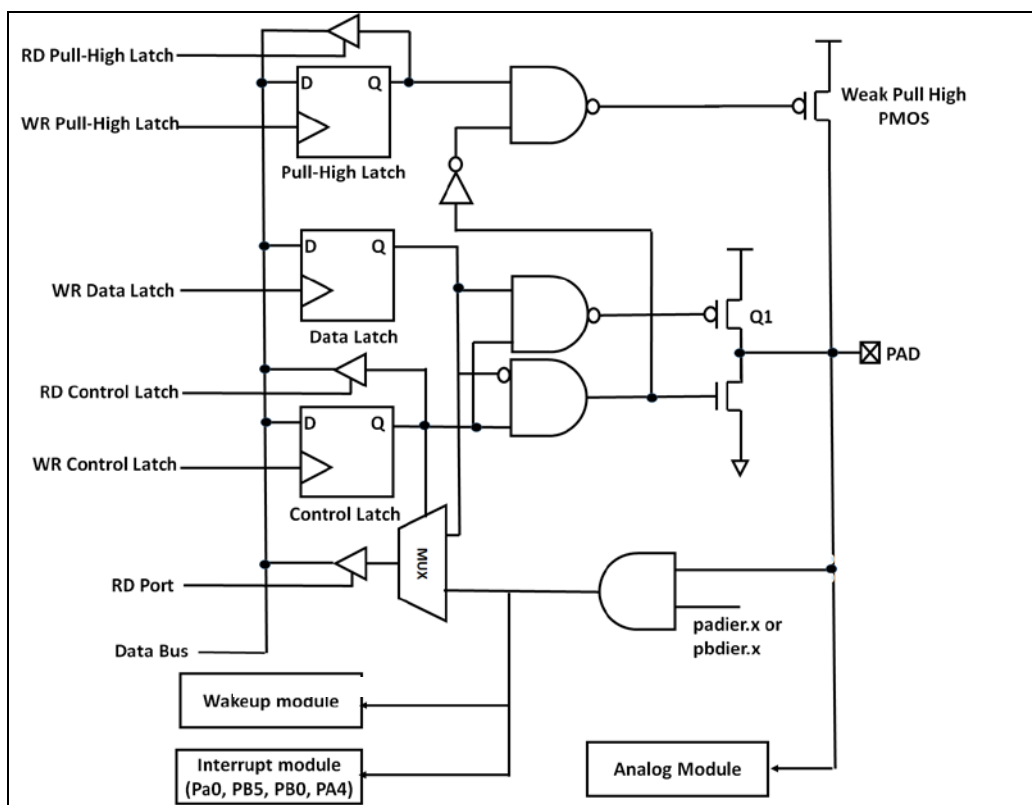 RD Pull-High Latch
D Q
WR Pull-High Latch
Pull-High Latch
Weak Pull High
PMOS
D Q
WR Data Latch
Data Latch
Q1
PAD
RD Control Latch
D Q
WR Control Latch
Control Latch
MUX
RD Port
padier.x or
pbdier.x
Data Bus
Wakeup module
Interrupt module
(Pa0, PB5, PB0, PA4)
Analog Module